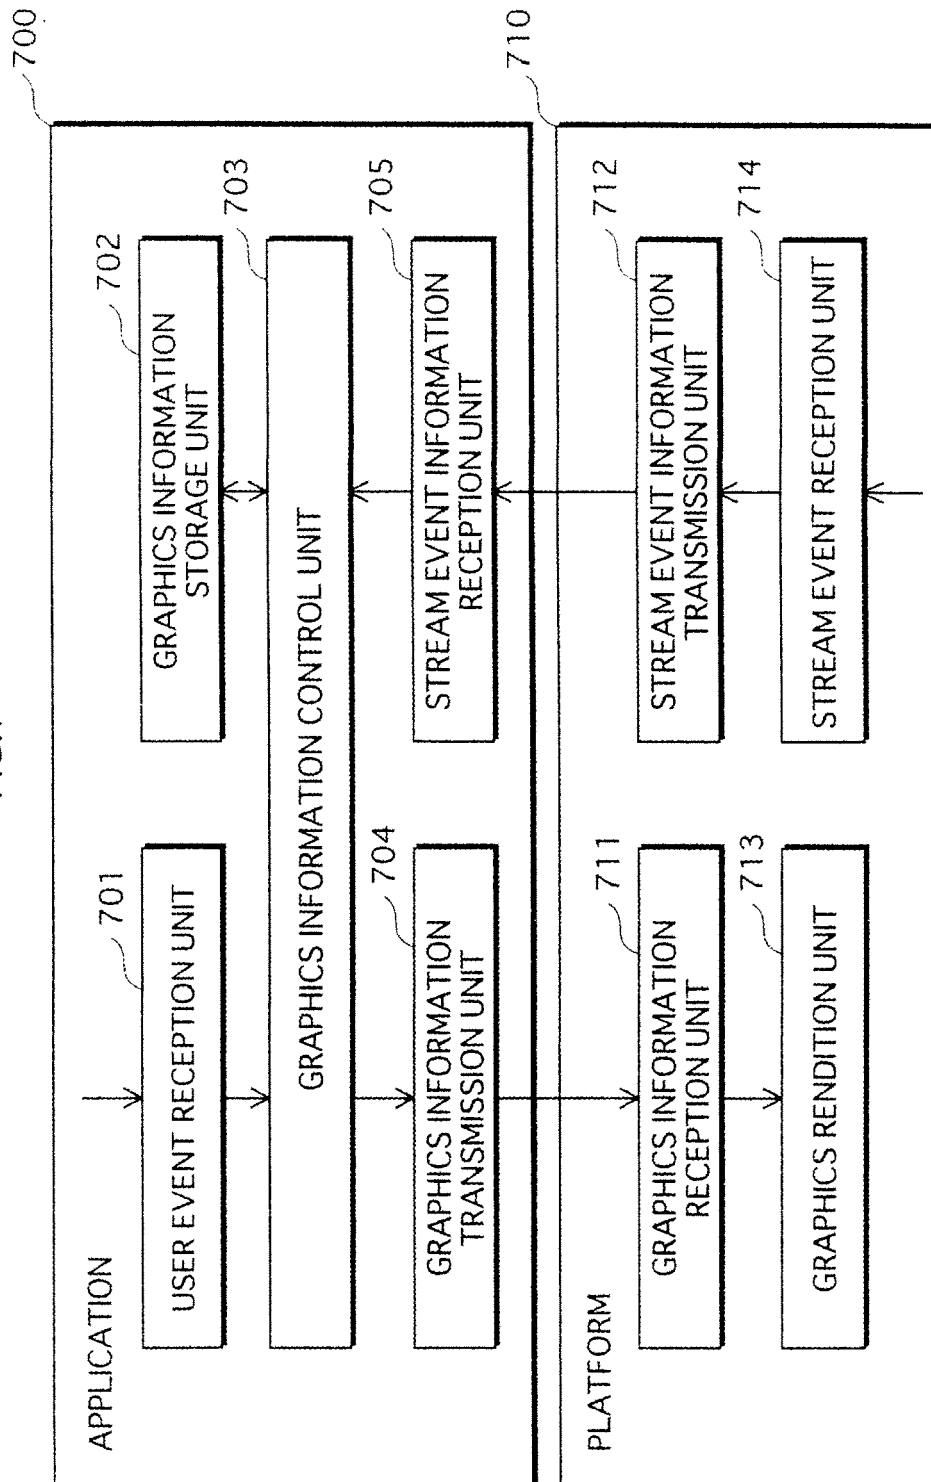 700
APPLICATION
701
USER EVENT RECEPTION UNIT
702
GRAPHICS INFORMATION
STORAGE UNIT
703
GRAPHICS INFORMATION CONTROL UNIT
704
GRAPHICS INFORMATION
TRANSMISSION UNIT
705
STREAM EVENT INFORMATION
RECEPTION UNIT
710
PLATFORM
711
GRAPHICS INFORMATION
RECEPTION UNIT
712
STREAM EVENT INFORMATION
TRANSMISSION UNIT
713
GRAPHICS RENDITION UNIT
714
STREAM EVENT RECEPTION UNIT